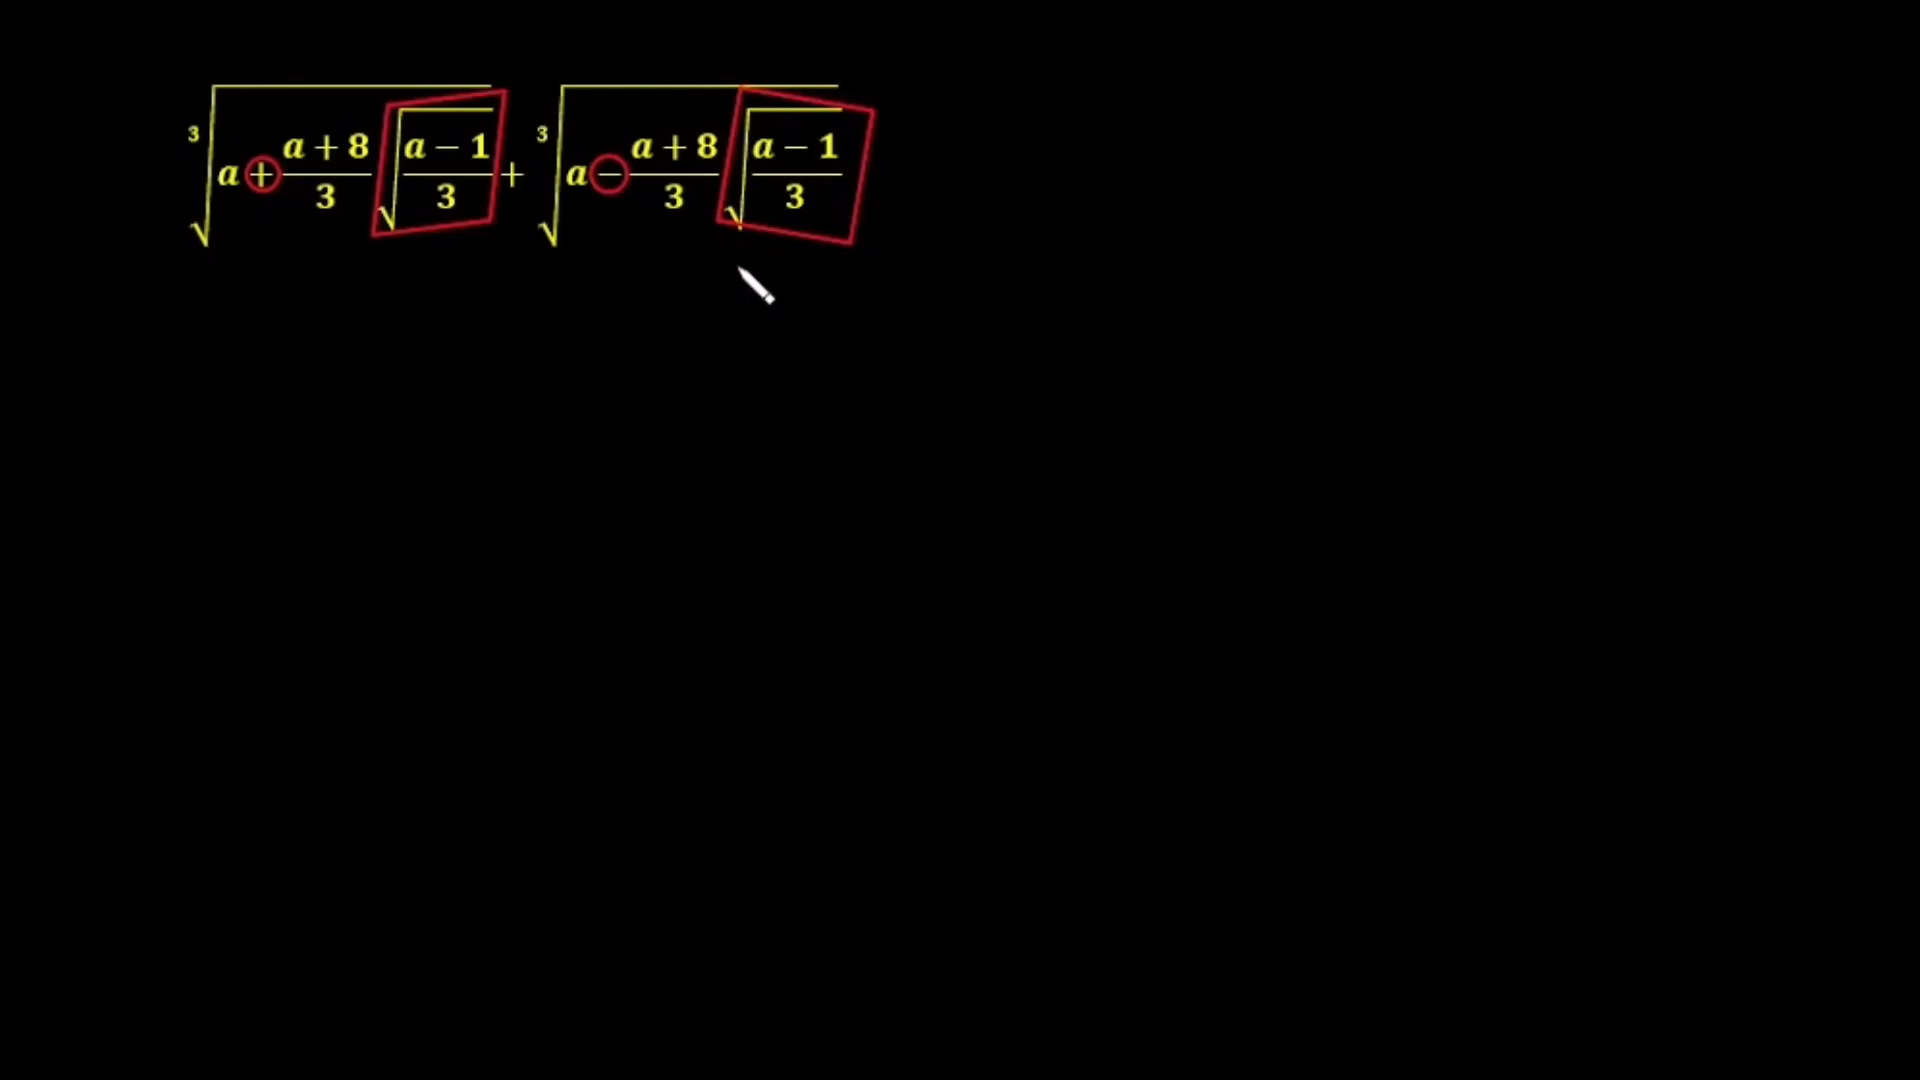 ∛(a + (a + 8)/3 √((a − 1)/3)) + ∛(a − (a + 8)/3 √((a − 1)/3))